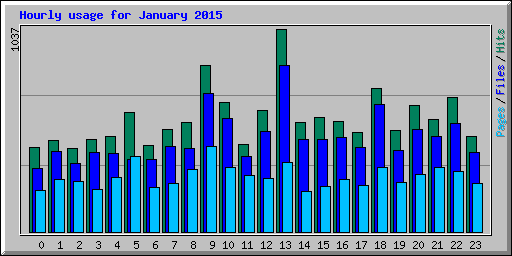 Hourly usage for January 2015
1037
Pages / Files / Hits
0 1 2 3 4 5 6 7 8 9 10 11 12 13 14 15 16 17 18 19 20 21 22 23